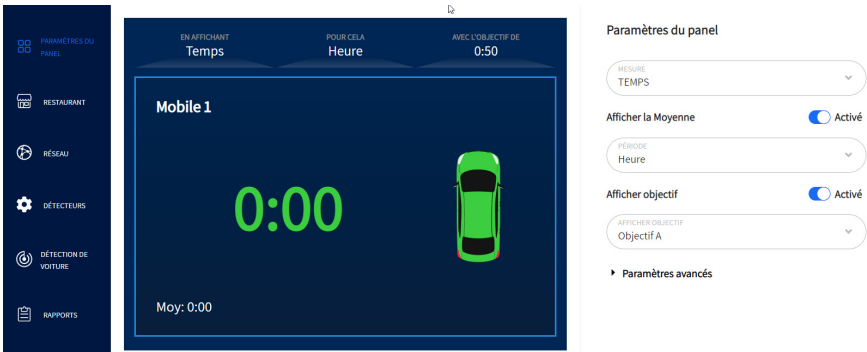 PARAMÈTRES DU
PANEL
RESTAURANT
RÉSEAU
DÉTECTEURS
DÉTECTION DE
VOITURE
RAPPORTS
EN AFFICHANT
Temps
POUR CELA
Heure
AVEC L'OBJECTIF DE
0:50
Mobile 1
0:00
Moy: 0:00
Paramètres du panel
MESURE
TEMPS
Afficher la Moyenne
Activé
PÉRIODE
Heure
Afficher objectif
Activé
AFFICHER OBJECTIF
Objectif A
Paramètres avancés